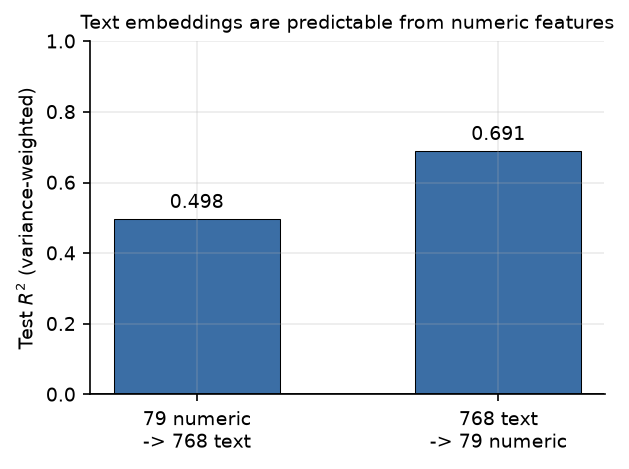 Text embeddings are predictable from numeric features
Test R² (variance-weighted)
1.0
0.8
0.6
0.4
0.2
0.0
0.498
0.691
79 numeric
-> 768 text
768 text
-> 79 numeric